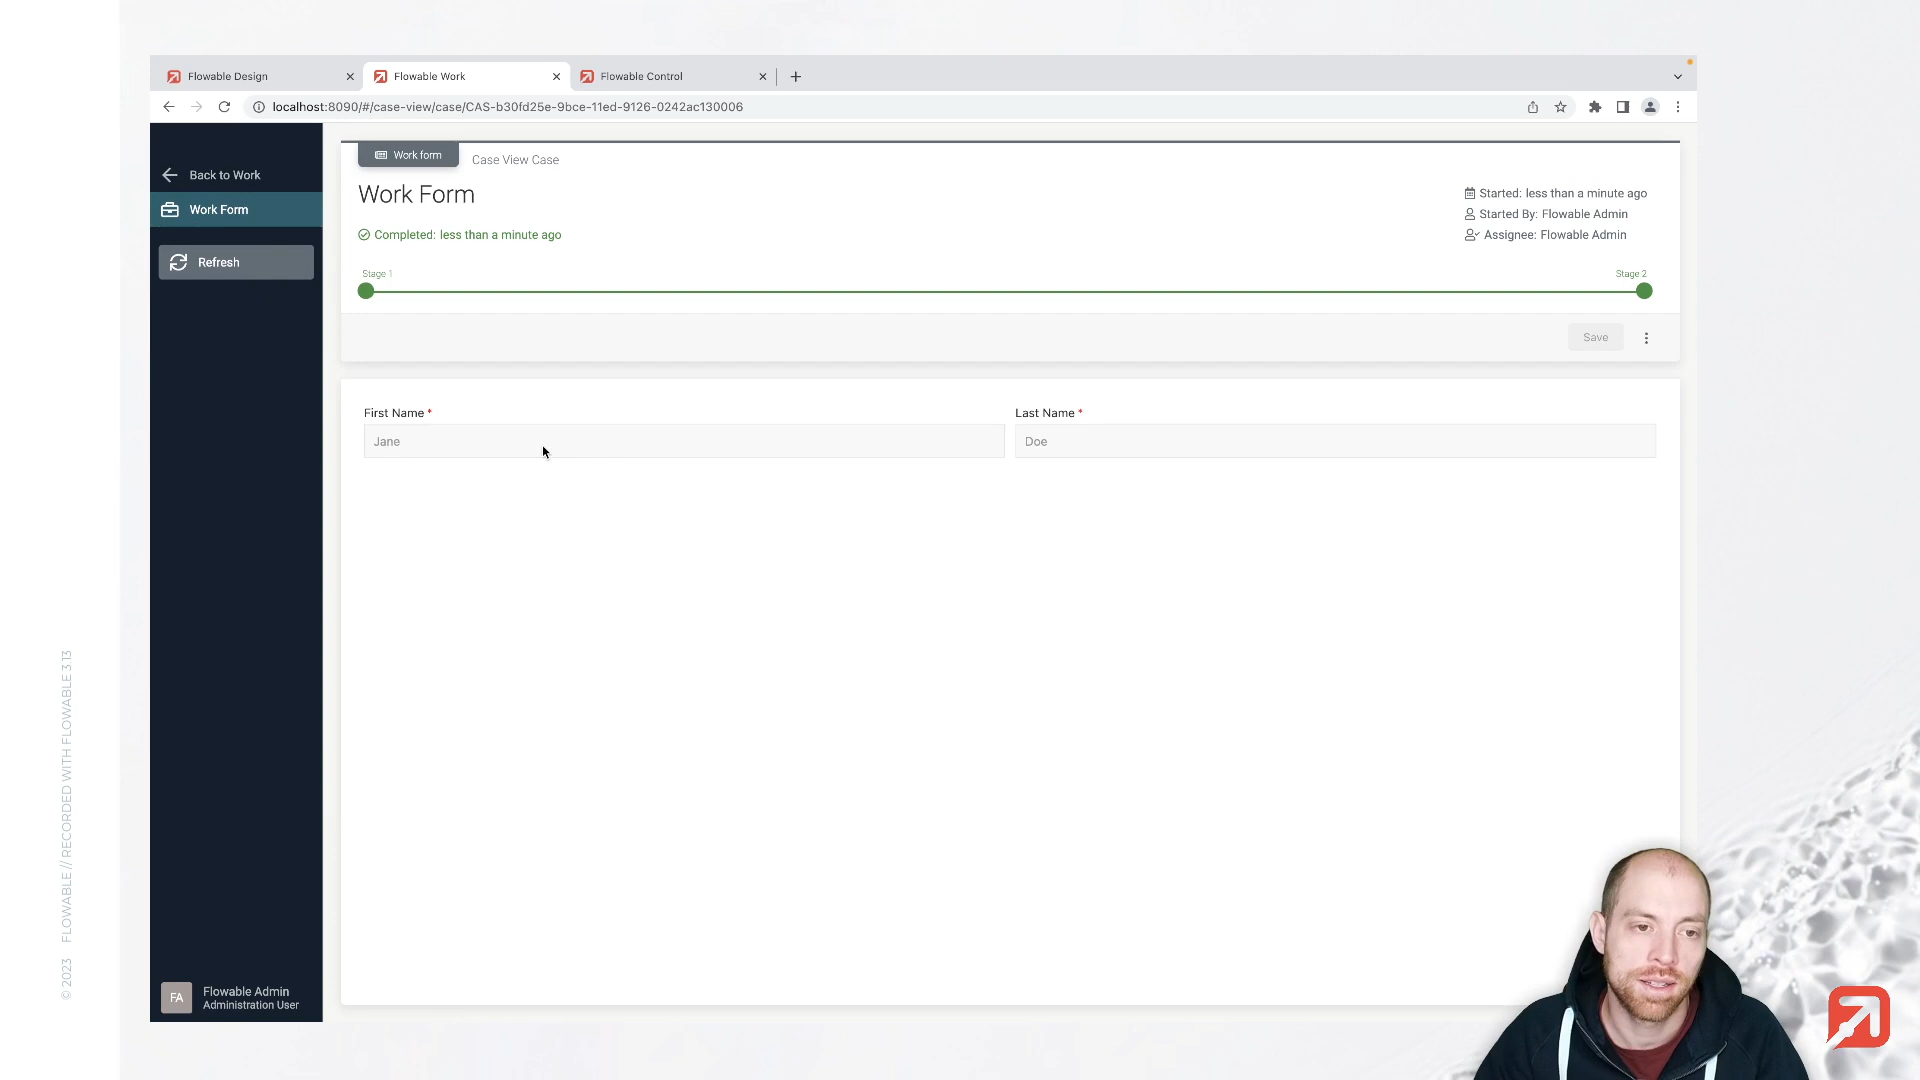 Flowable Design
Flowable Work
Flowable Control
localhost:8090/#/case-view/case/CAS-b30fd25e-9bce-11ed-9126-0242ac130006
Back to Work
Work Form
Refresh
Work form
Case View Case
Work Form
Completed: less than a minute ago
Started: less than a minute ago
Started By: Flowable Admin
Assignee: Flowable Admin
Stage 1
Stage 2
Save
First Name *
Last Name *
Jane
Doe
FA
Flowable Admin
Administration User
© 2023 FLOWABLE // RECORDED WITH FLOWABLE 3.13